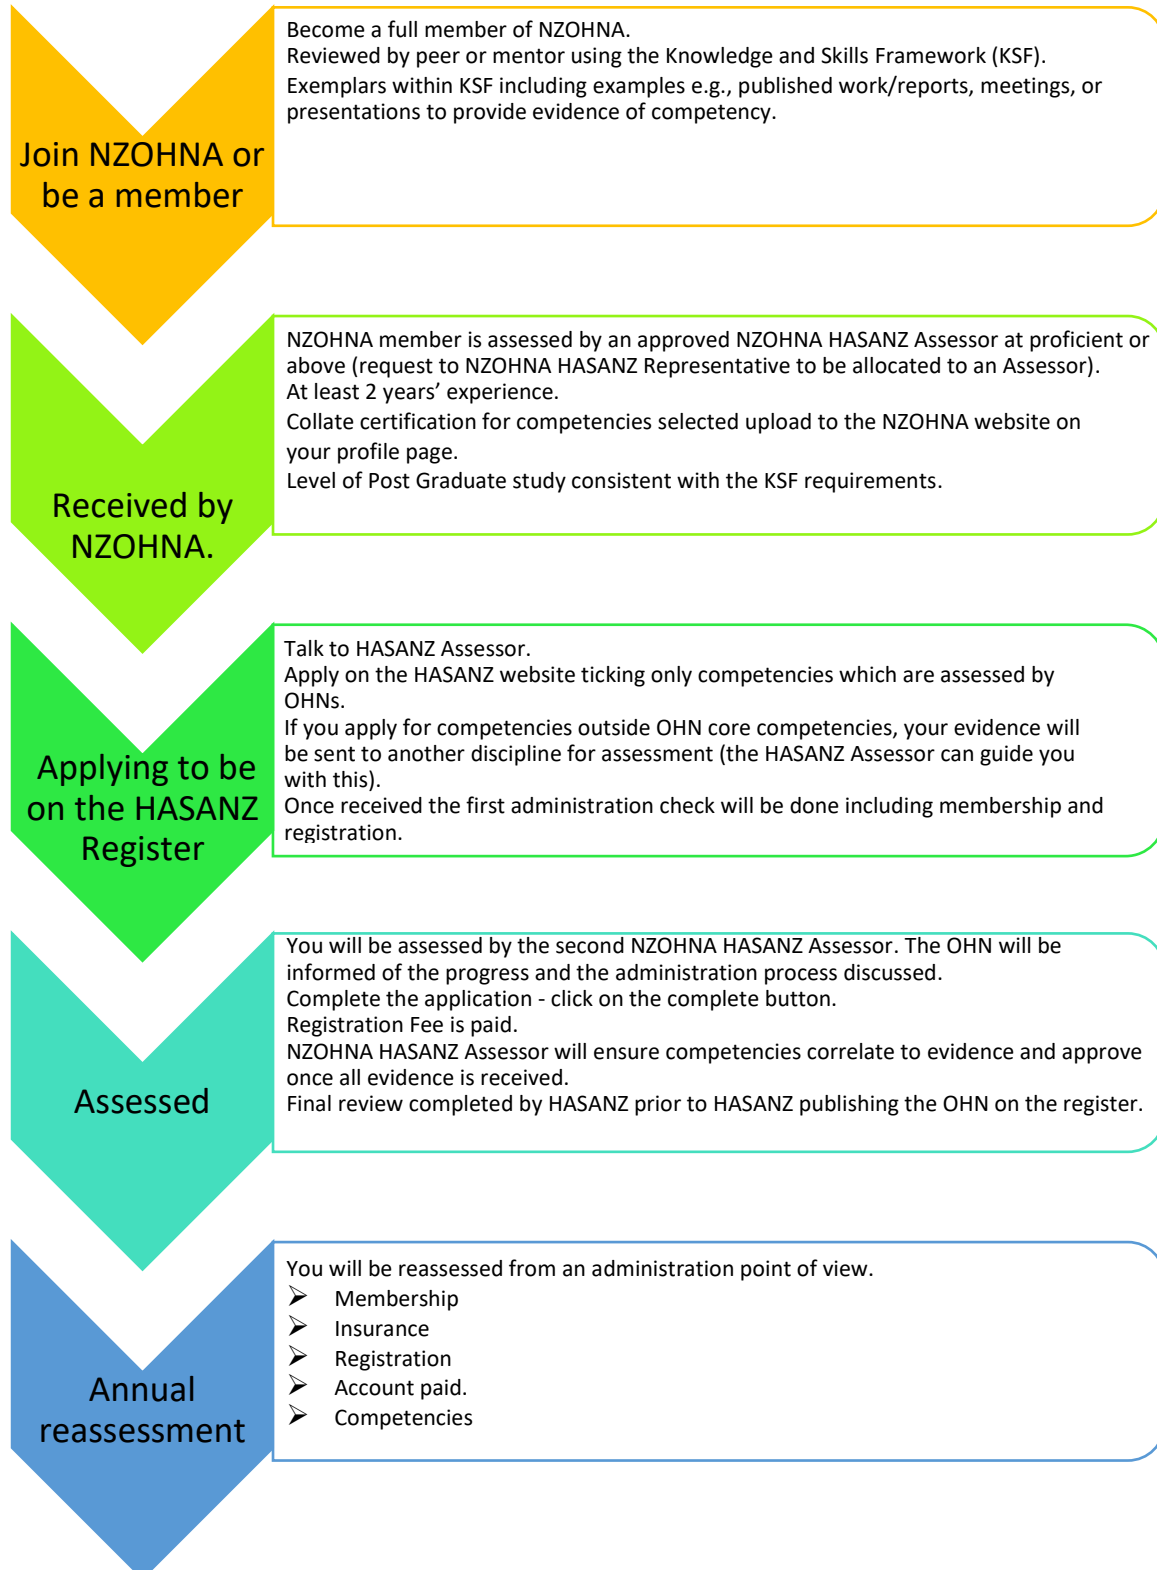 Become a full member of NZOHNA.
Reviewed by peer or mentor using the Knowledge and Skills Framework (KSF).
Exemplars within KSF including examples e.g., published work/reports, meetings, or
presentations to provide evidence of competency.
Join NZOHNA or
be a member
NZOHNA member is assessed by an approved NZOHNA HASANZ Assessor at proficient or
above (request to NZOHNA HASANZ Representative to be allocated to an Assessor).
At least 2 years’ experience.
Collate certification for competencies selected upload to the NZOHNA website on
your profile page.
Level of Post Graduate study consistent with the KSF requirements.
Received by
NZOHNA.
Talk to HASANZ Assessor.
Apply on the HASANZ website ticking only competencies which are assessed by
OHNs.
If you apply for competencies outside OHN core competencies, your evidence will
be sent to another discipline for assessment (the HASANZ Assessor can guide you
with this).
Once received the first administration check will be done including membership and
registration.
Applying to be
on the HASANZ
Register
You will be assessed by the second NZOHNA HASANZ Assessor. The OHN will be
informed of the progress and the administration process discussed.
Complete the application - click on the complete button.
Registration Fee is paid.
NZOHNA HASANZ Assessor will ensure competencies correlate to evidence and approve
once all evidence is received.
Final review completed by HASANZ prior to HASANZ publishing the OHN on the register.
Assessed
You will be reassessed from an administration point of view.
➢ Membership
➢ Insurance
➢ Registration
➢ Account paid.
➢ Competencies
Annual
reassessment